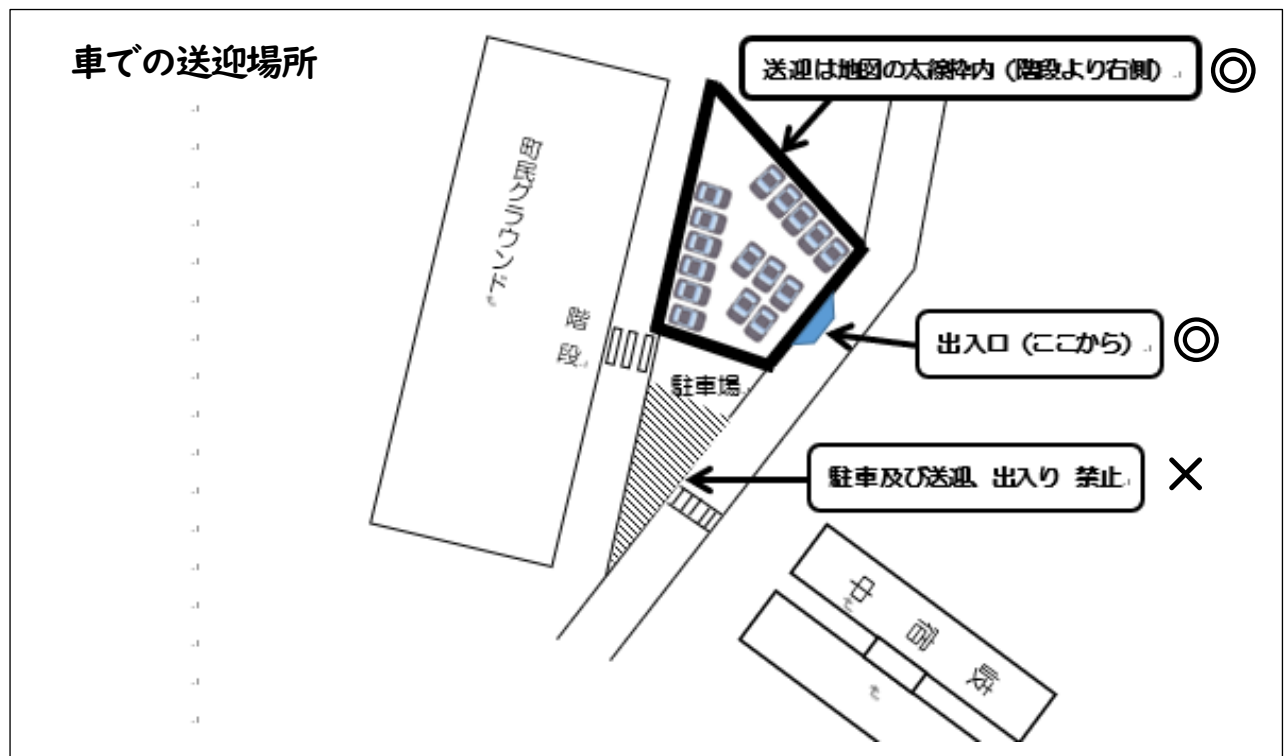 車での送迎場所
送迎は地図の太線枠内（階段より右側） ◎
町民グラウンド
階
段
出入口（ここから） ◎
駐車場
駐車及び送迎、出入り 禁止 ×